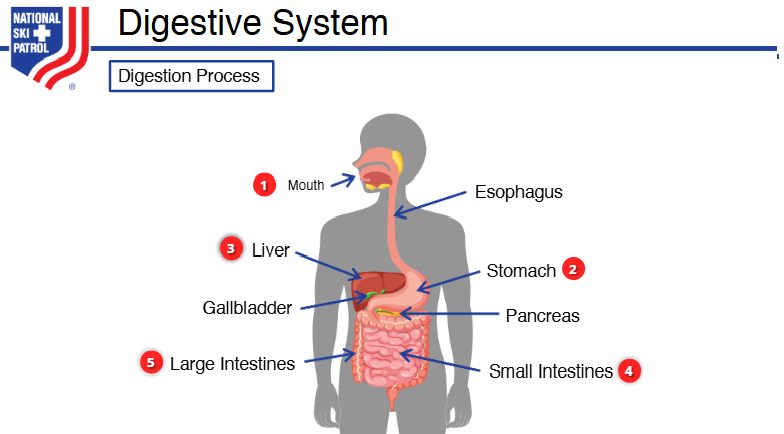 NATIONAL
SKI
PATROL
®
Digestive System
Digestion Process
1 Mouth
Esophagus
3 Liver
Stomach 2
Gallbladder
Pancreas
5 Large Intestines
Small Intestines 4